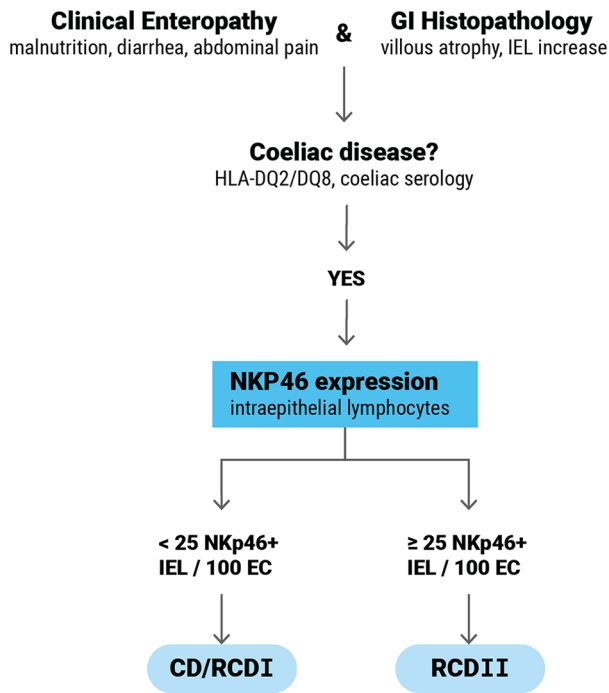 Clinical Enteropathy
malnutrition, diarrhea, abdominal pain
&
GI Histopathology
villous atrophy, IEL increase
Coeliac disease?
HLA-DQ2/DQ8, coeliac serology
YES
NKP46 expression
intraepithelial lymphocytes
< 25 NKp46+
IEL / 100 EC
≥ 25 NKp46+
IEL / 100 EC
CD/RCDI
RCDII